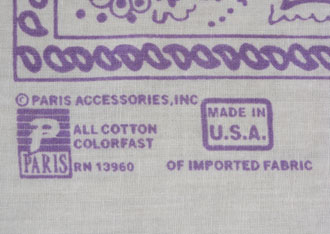 © PARIS ACCESSORIES, INC
P
PARIS
ALL COTTON
COLORFAST
RN 13960
MADE IN
U.S.A.
OF IMPORTED FABRIC